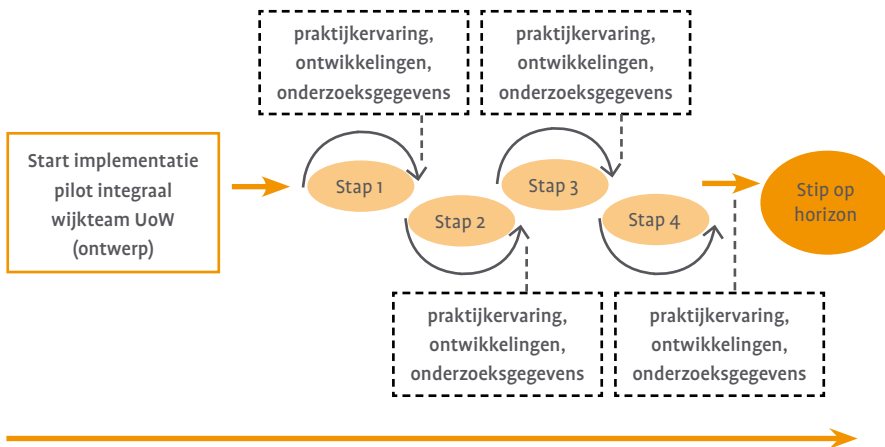 praktijkervaring,
ontwikkelingen,
onderzoeksgegevens
praktijkervaring,
ontwikkelingen,
onderzoeksgegevens
Start implementatie
pilot integraal
wijkteam UoW
(ontwerp)
Stap 1
Stap 2
Stap 3
Stap 4
Stip op
horizon
praktijkervaring,
ontwikkelingen,
onderzoeksgegevens
praktijkervaring,
ontwikkelingen,
onderzoeksgegevens